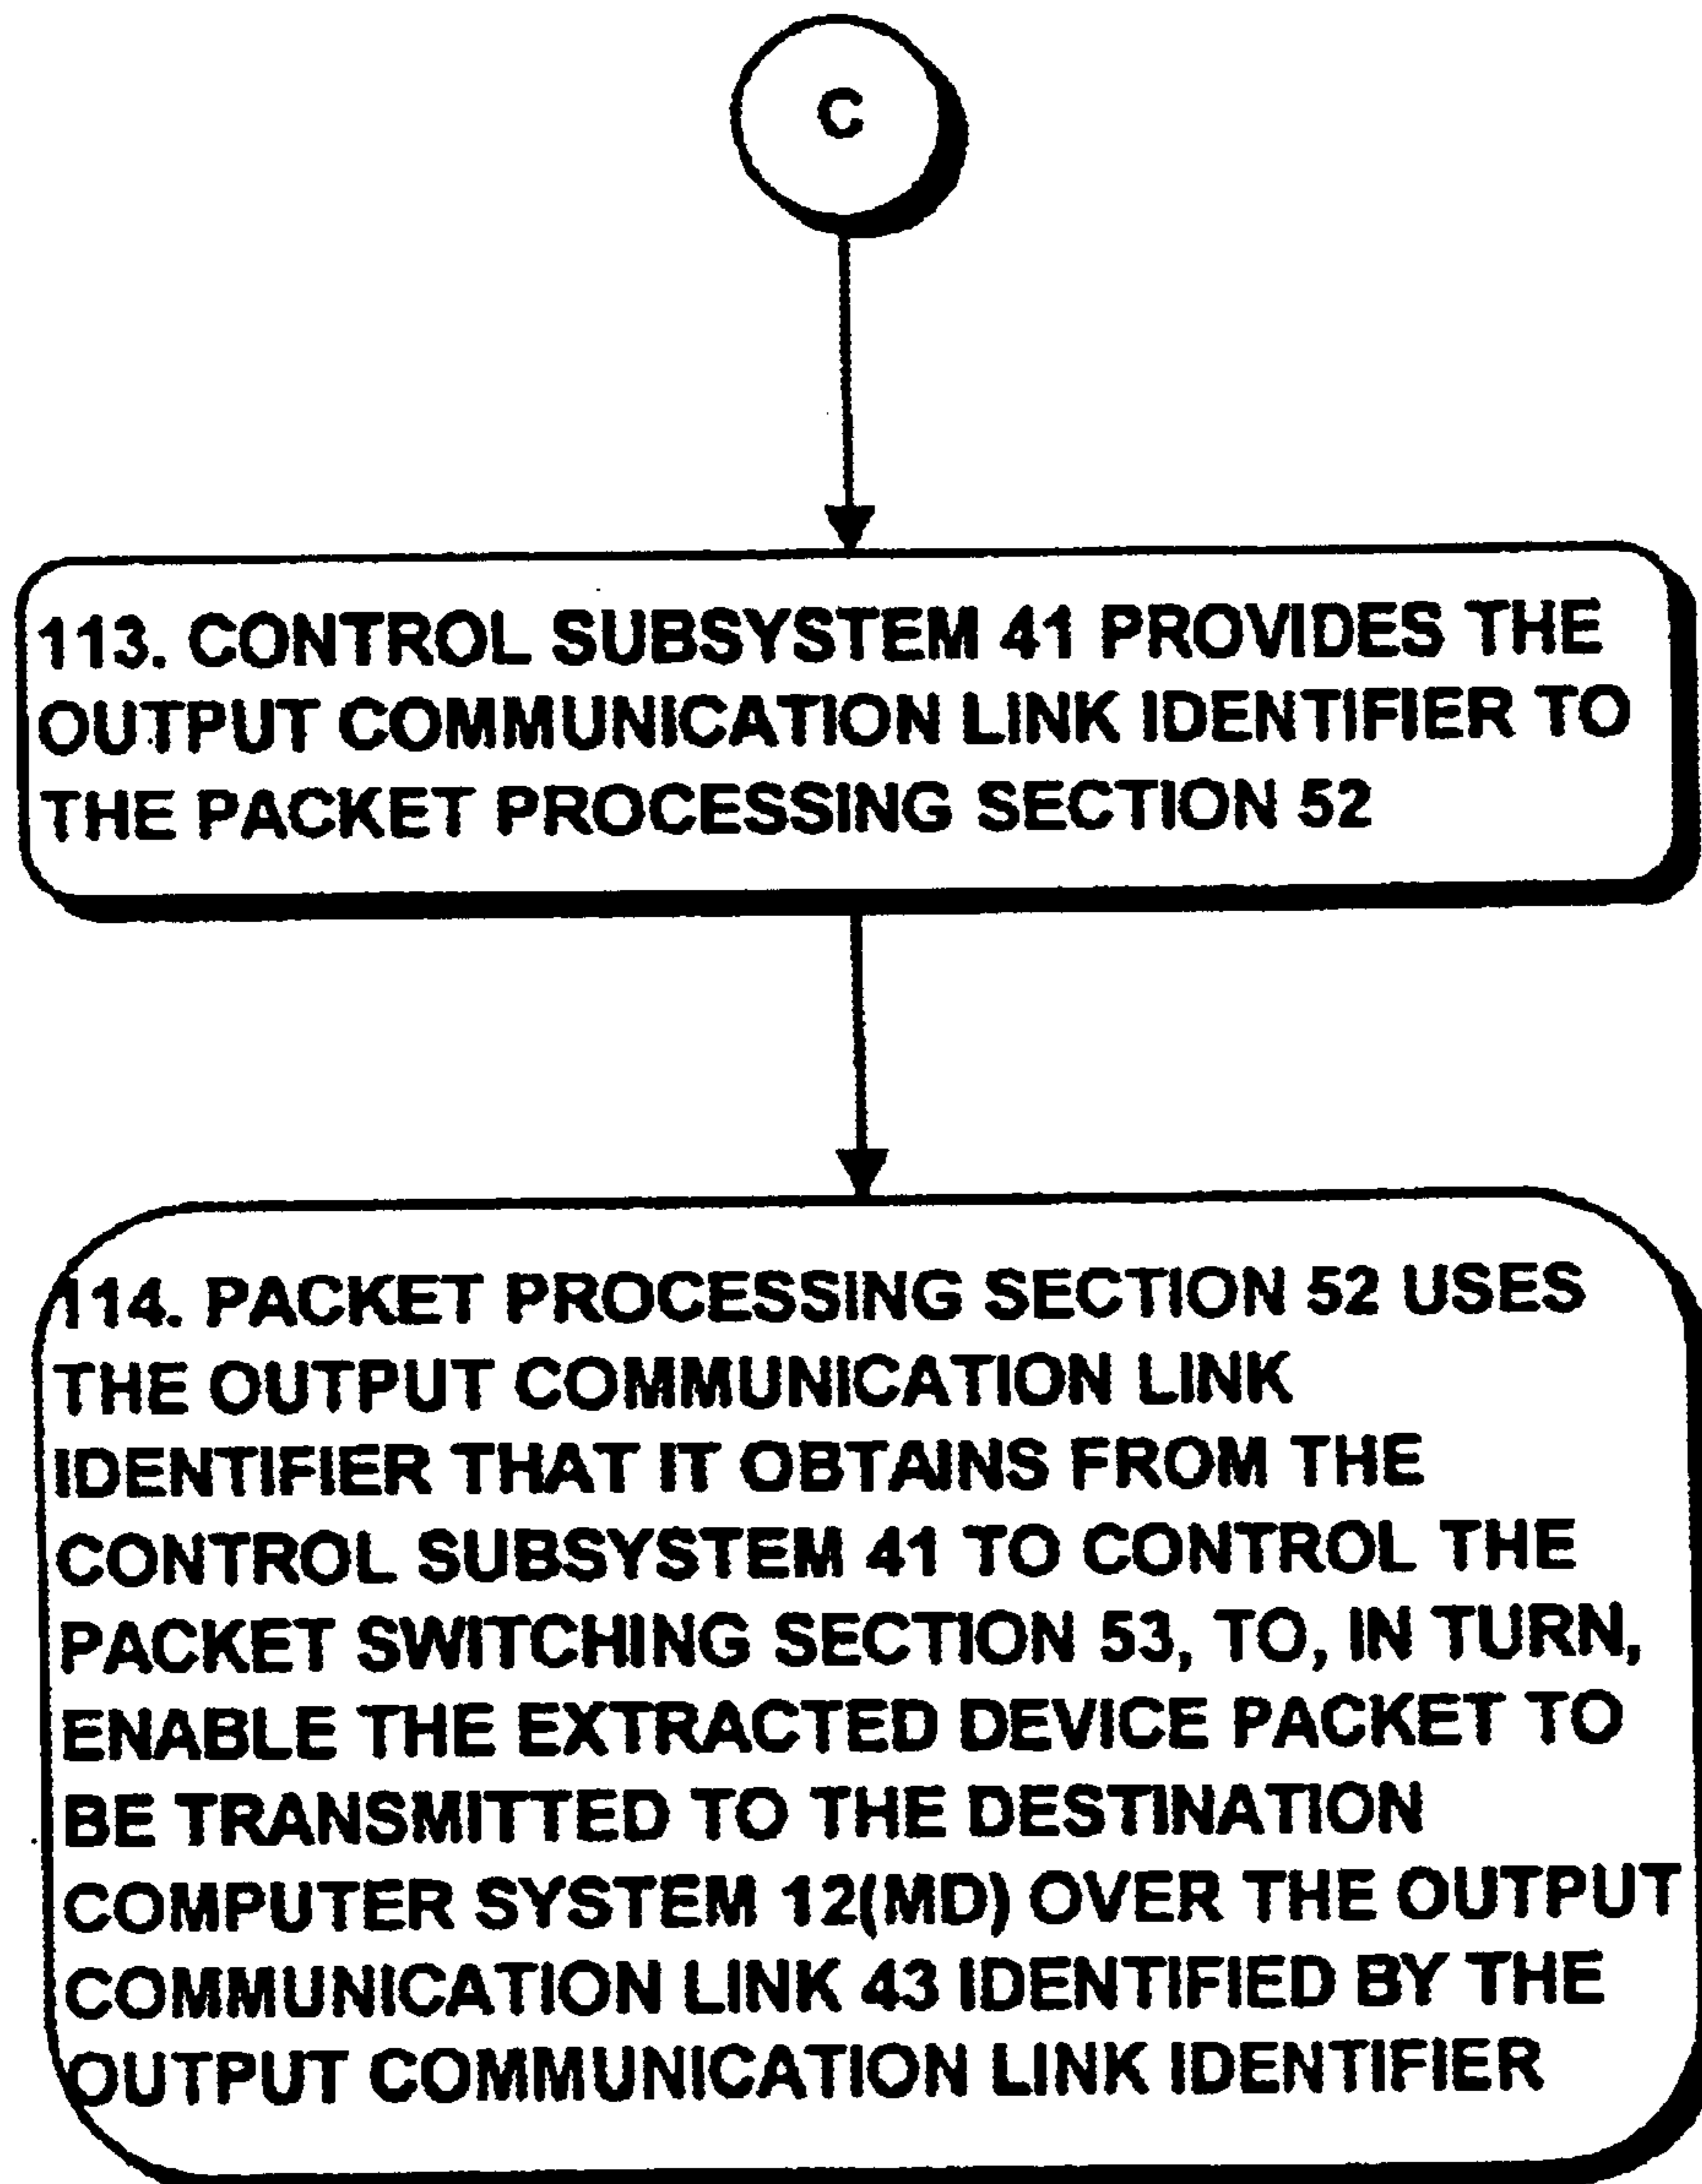 C
113. CONTROL SUBSYSTEM 41 PROVIDES THE
OUTPUT COMMUNICATION LINK IDENTIFIER TO
THE PACKET PROCESSING SECTION 52
114. PACKET PROCESSING SECTION 52 USES
THE OUTPUT COMMUNICATION LINK
IDENTIFIER THAT IT OBTAINS FROM THE
CONTROL SUBSYSTEM 41 TO CONTROL THE
PACKET SWITCHING SECTION 53, TO, IN TURN,
ENABLE THE EXTRACTED DEVICE PACKET TO
BE TRANSMITTED TO THE DESTINATION
COMPUTER SYSTEM 12(MD) OVER THE OUTPUT
COMMUNICATION LINK 43 IDENTIFIED BY THE
OUTPUT COMMUNICATION LINK IDENTIFIER